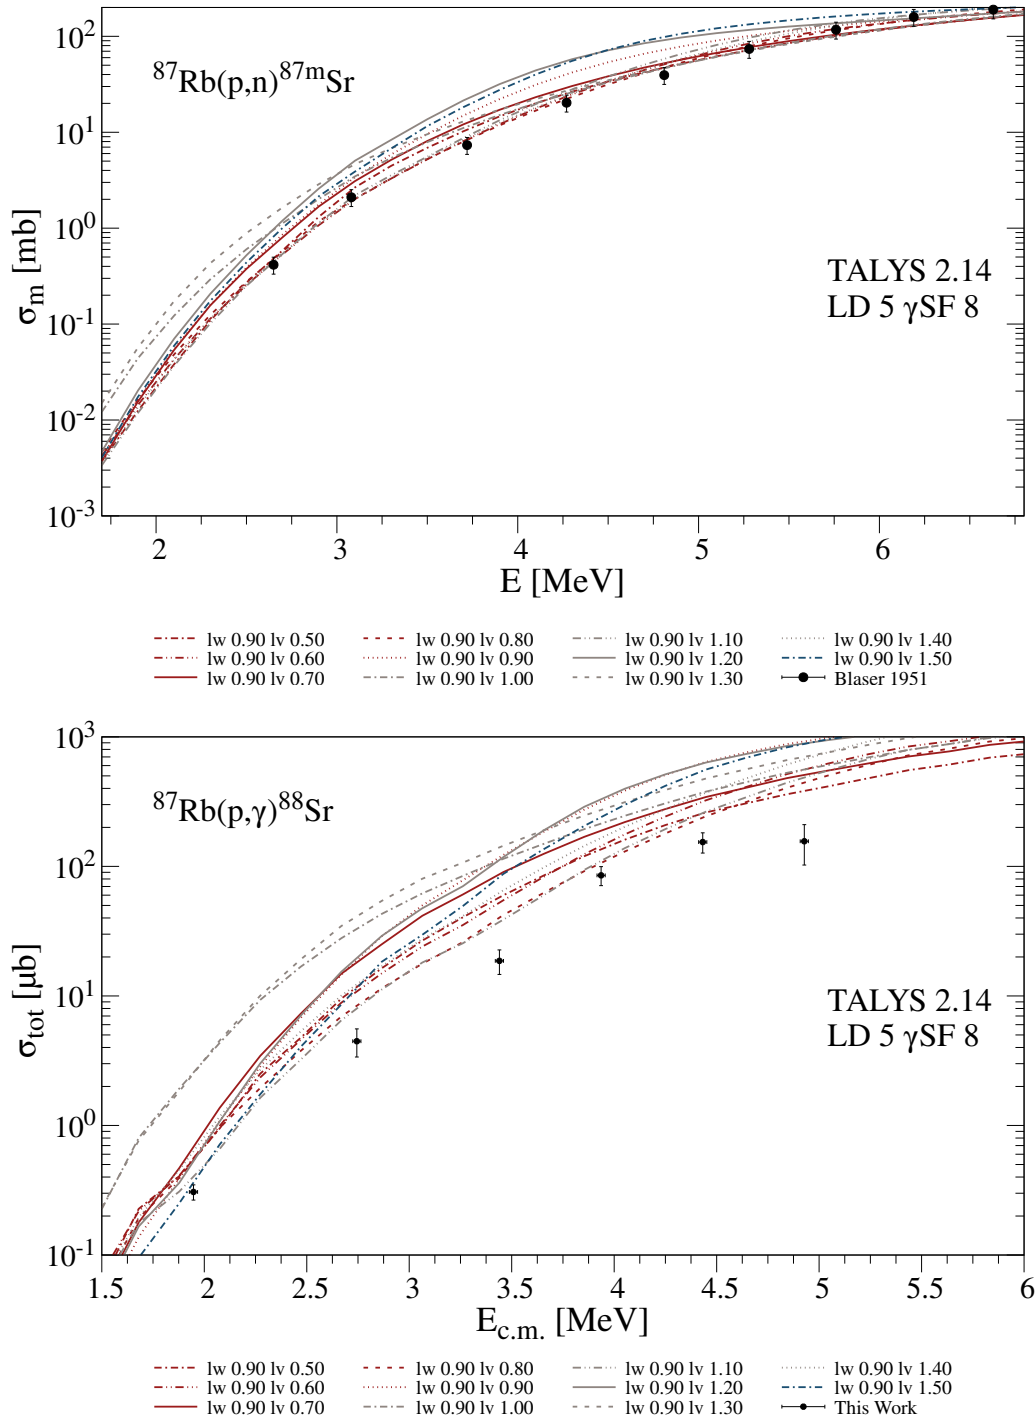 10²
10¹
10⁰
10⁻¹
10⁻²
10⁻³
σₘ [mb]
⁸⁷Rb(p,n)⁸⁷ᵐSr
TALYS 2.14
LD 5 γSF 8
2 3 4 5 6
E [MeV]
lw 0.90 lv 0.50 lw 0.90 lv 0.80 lw 0.90 lv 1.10 lw 0.90 lv 1.40
lw 0.90 lv 0.60 lw 0.90 lv 0.90 lw 0.90 lv 1.20 lw 0.90 lv 1.50
lw 0.90 lv 0.70 lw 0.90 lv 1.00 lw 0.90 lv 1.30 Blaser 1951
10³
10²
10¹
10⁰
10⁻¹
σ_tot [μb]
⁸⁷Rb(p,γ)⁸⁸Sr
TALYS 2.14
LD 5 γSF 8
1.5 2 2.5 3 3.5 4 4.5 5 5.5 6
E_c.m. [MeV]
lw 0.90 lv 0.50 lw 0.90 lv 0.80 lw 0.90 lv 1.10 lw 0.90 lv 1.40
lw 0.90 lv 0.60 lw 0.90 lv 0.90 lw 0.90 lv 1.20 lw 0.90 lv 1.50
lw 0.90 lv 0.70 lw 0.90 lv 1.00 lw 0.90 lv 1.30 This Work